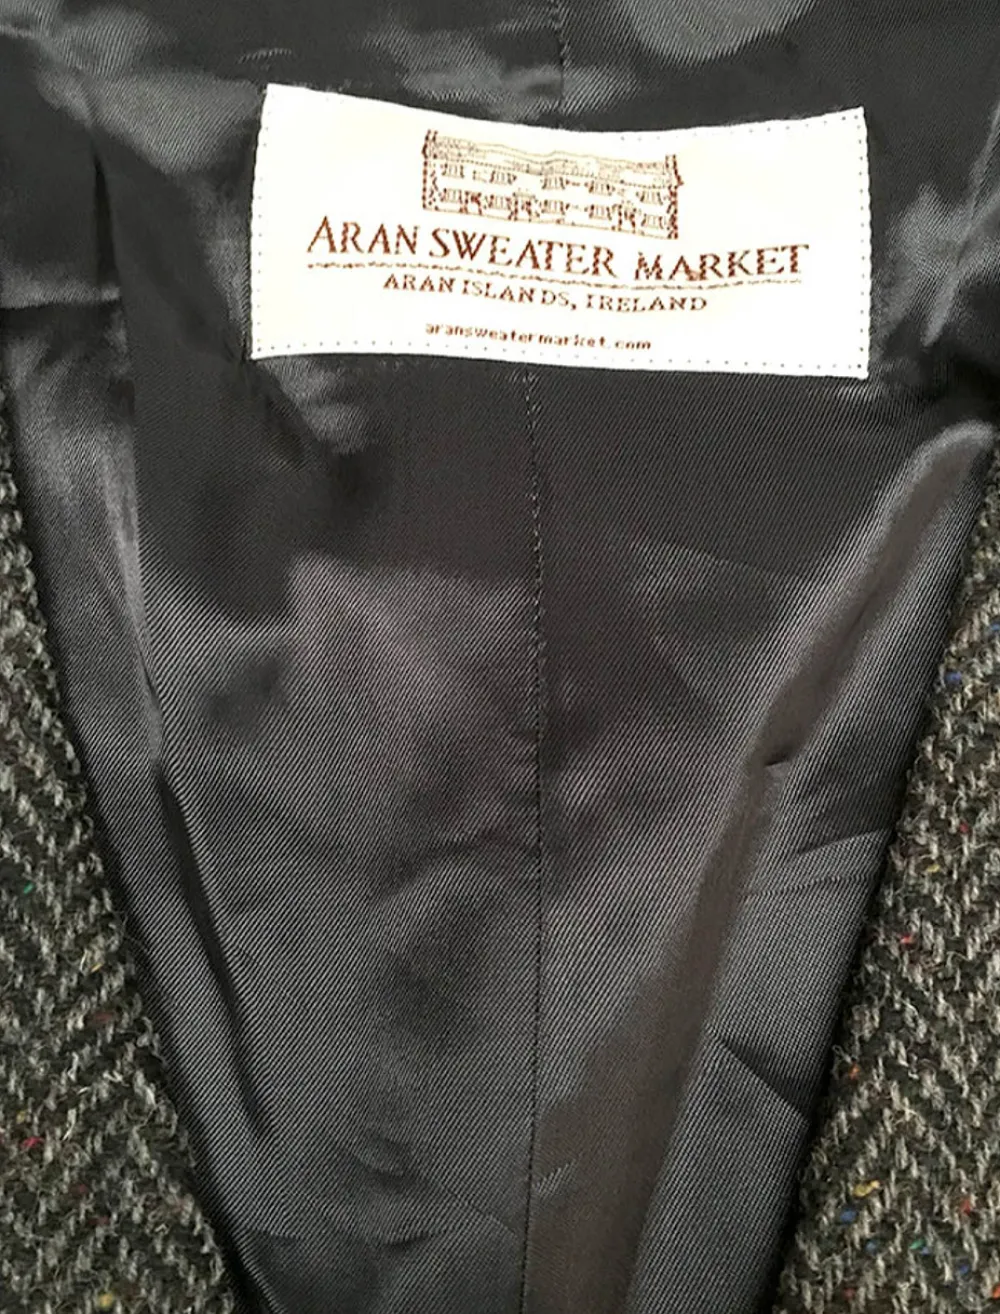 ARAN SWEATER MARKET
ARAN ISLANDS, IRELAND
aransweatermarket.com